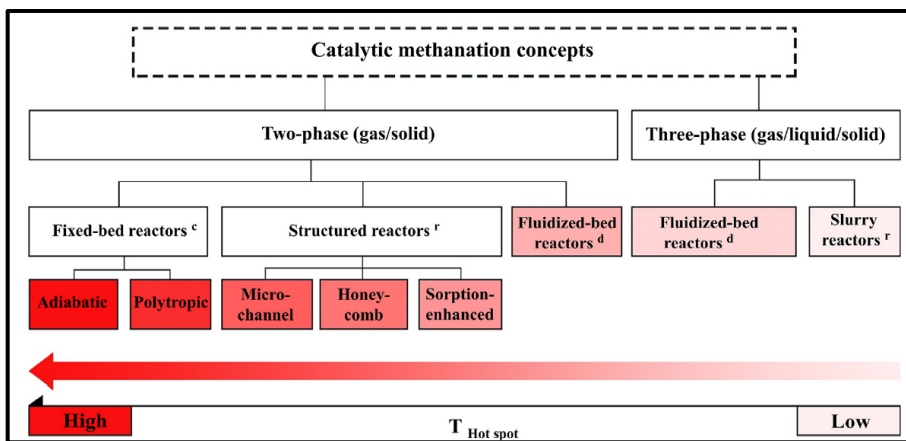 Catalytic methanation concepts
Two-phase (gas/solid)
Three-phase (gas/liquid/solid)
Fixed-bed reactors c
Structured reactors r
Fluidized-bed
reactors d
Fluidized-bed
reactors d
Slurry
reactors r
Adiabatic
Polytropic
Micro-
channel
Honey-
comb
Sorption-
enhanced
High
T Hot spot
Low